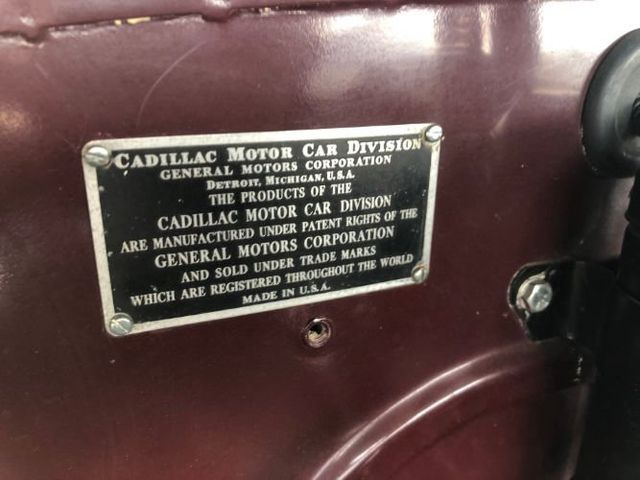 CADILLAC MOTOR CAR DIVISION
GENERAL MOTORS CORPORATION
DETROIT, MICHIGAN, U.S.A.
THE PRODUCTS OF THE
CADILLAC MOTOR CAR DIVISION
ARE MANUFACTURED UNDER PATENT RIGHTS OF THE
GENERAL MOTORS CORPORATION
AND SOLD UNDER TRADE MARKS
WHICH ARE REGISTERED THROUGHOUT THE WORLD
MADE IN U.S.A.